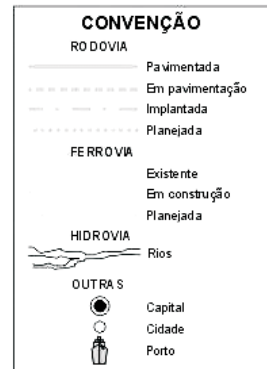 CONVENÇÃO
RODOVIA
Pavimentada
Em pavimentação
Implantada
Planejada
FERROVIA
Existente
Em construção
Planejada
HIDROVIA
Rios
OUTRAS
Capital
Cidade
Porto